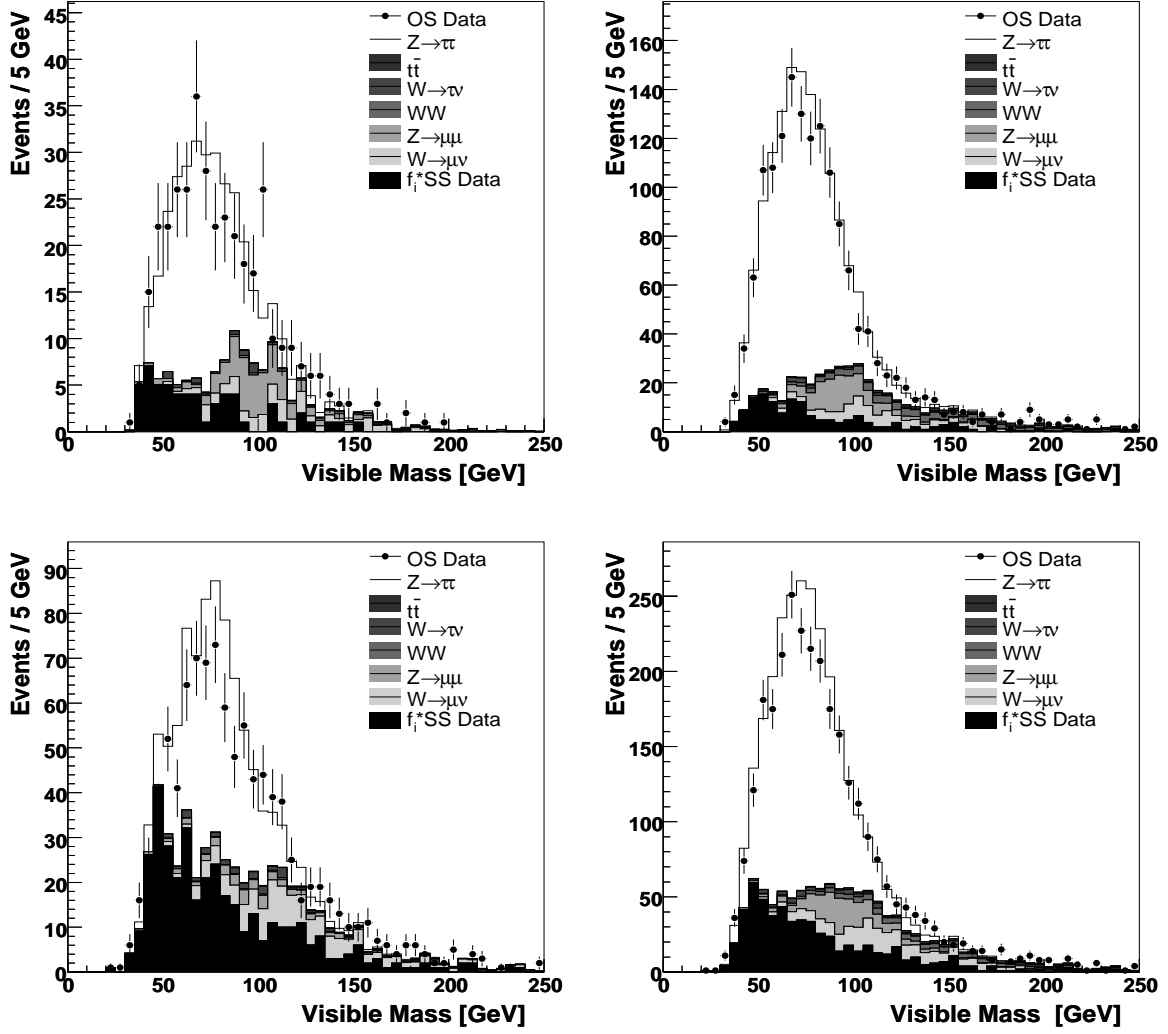 Events / 5 GeV
45
40
35
30
25
20
15
10
5
0
OS Data
Z→ττ
tt̄
W→τν
WW
Z→μμ
W→μν
f_i*SS Data
0 50 100 150 200 250
Visible Mass [GeV]
Events / 5 GeV
160
140
120
100
80
60
40
20
0
OS Data
Z→ττ
tt̄
W→τν
WW
Z→μμ
W→μν
f_i*SS Data
0 50 100 150 200 250
Visible Mass [GeV]
Events / 5 GeV
90
80
70
60
50
40
30
20
10
0
OS Data
Z→ττ
tt̄
W→τν
WW
Z→μμ
W→μν
f_i*SS Data
0 50 100 150 200 250
Visible Mass [GeV]
Events / 5 GeV
250
200
150
100
50
0
OS Data
Z→ττ
tt̄
W→τν
WW
Z→μμ
W→μν
f_i*SS Data
0 50 100 150 200 250
Visible Mass [GeV]